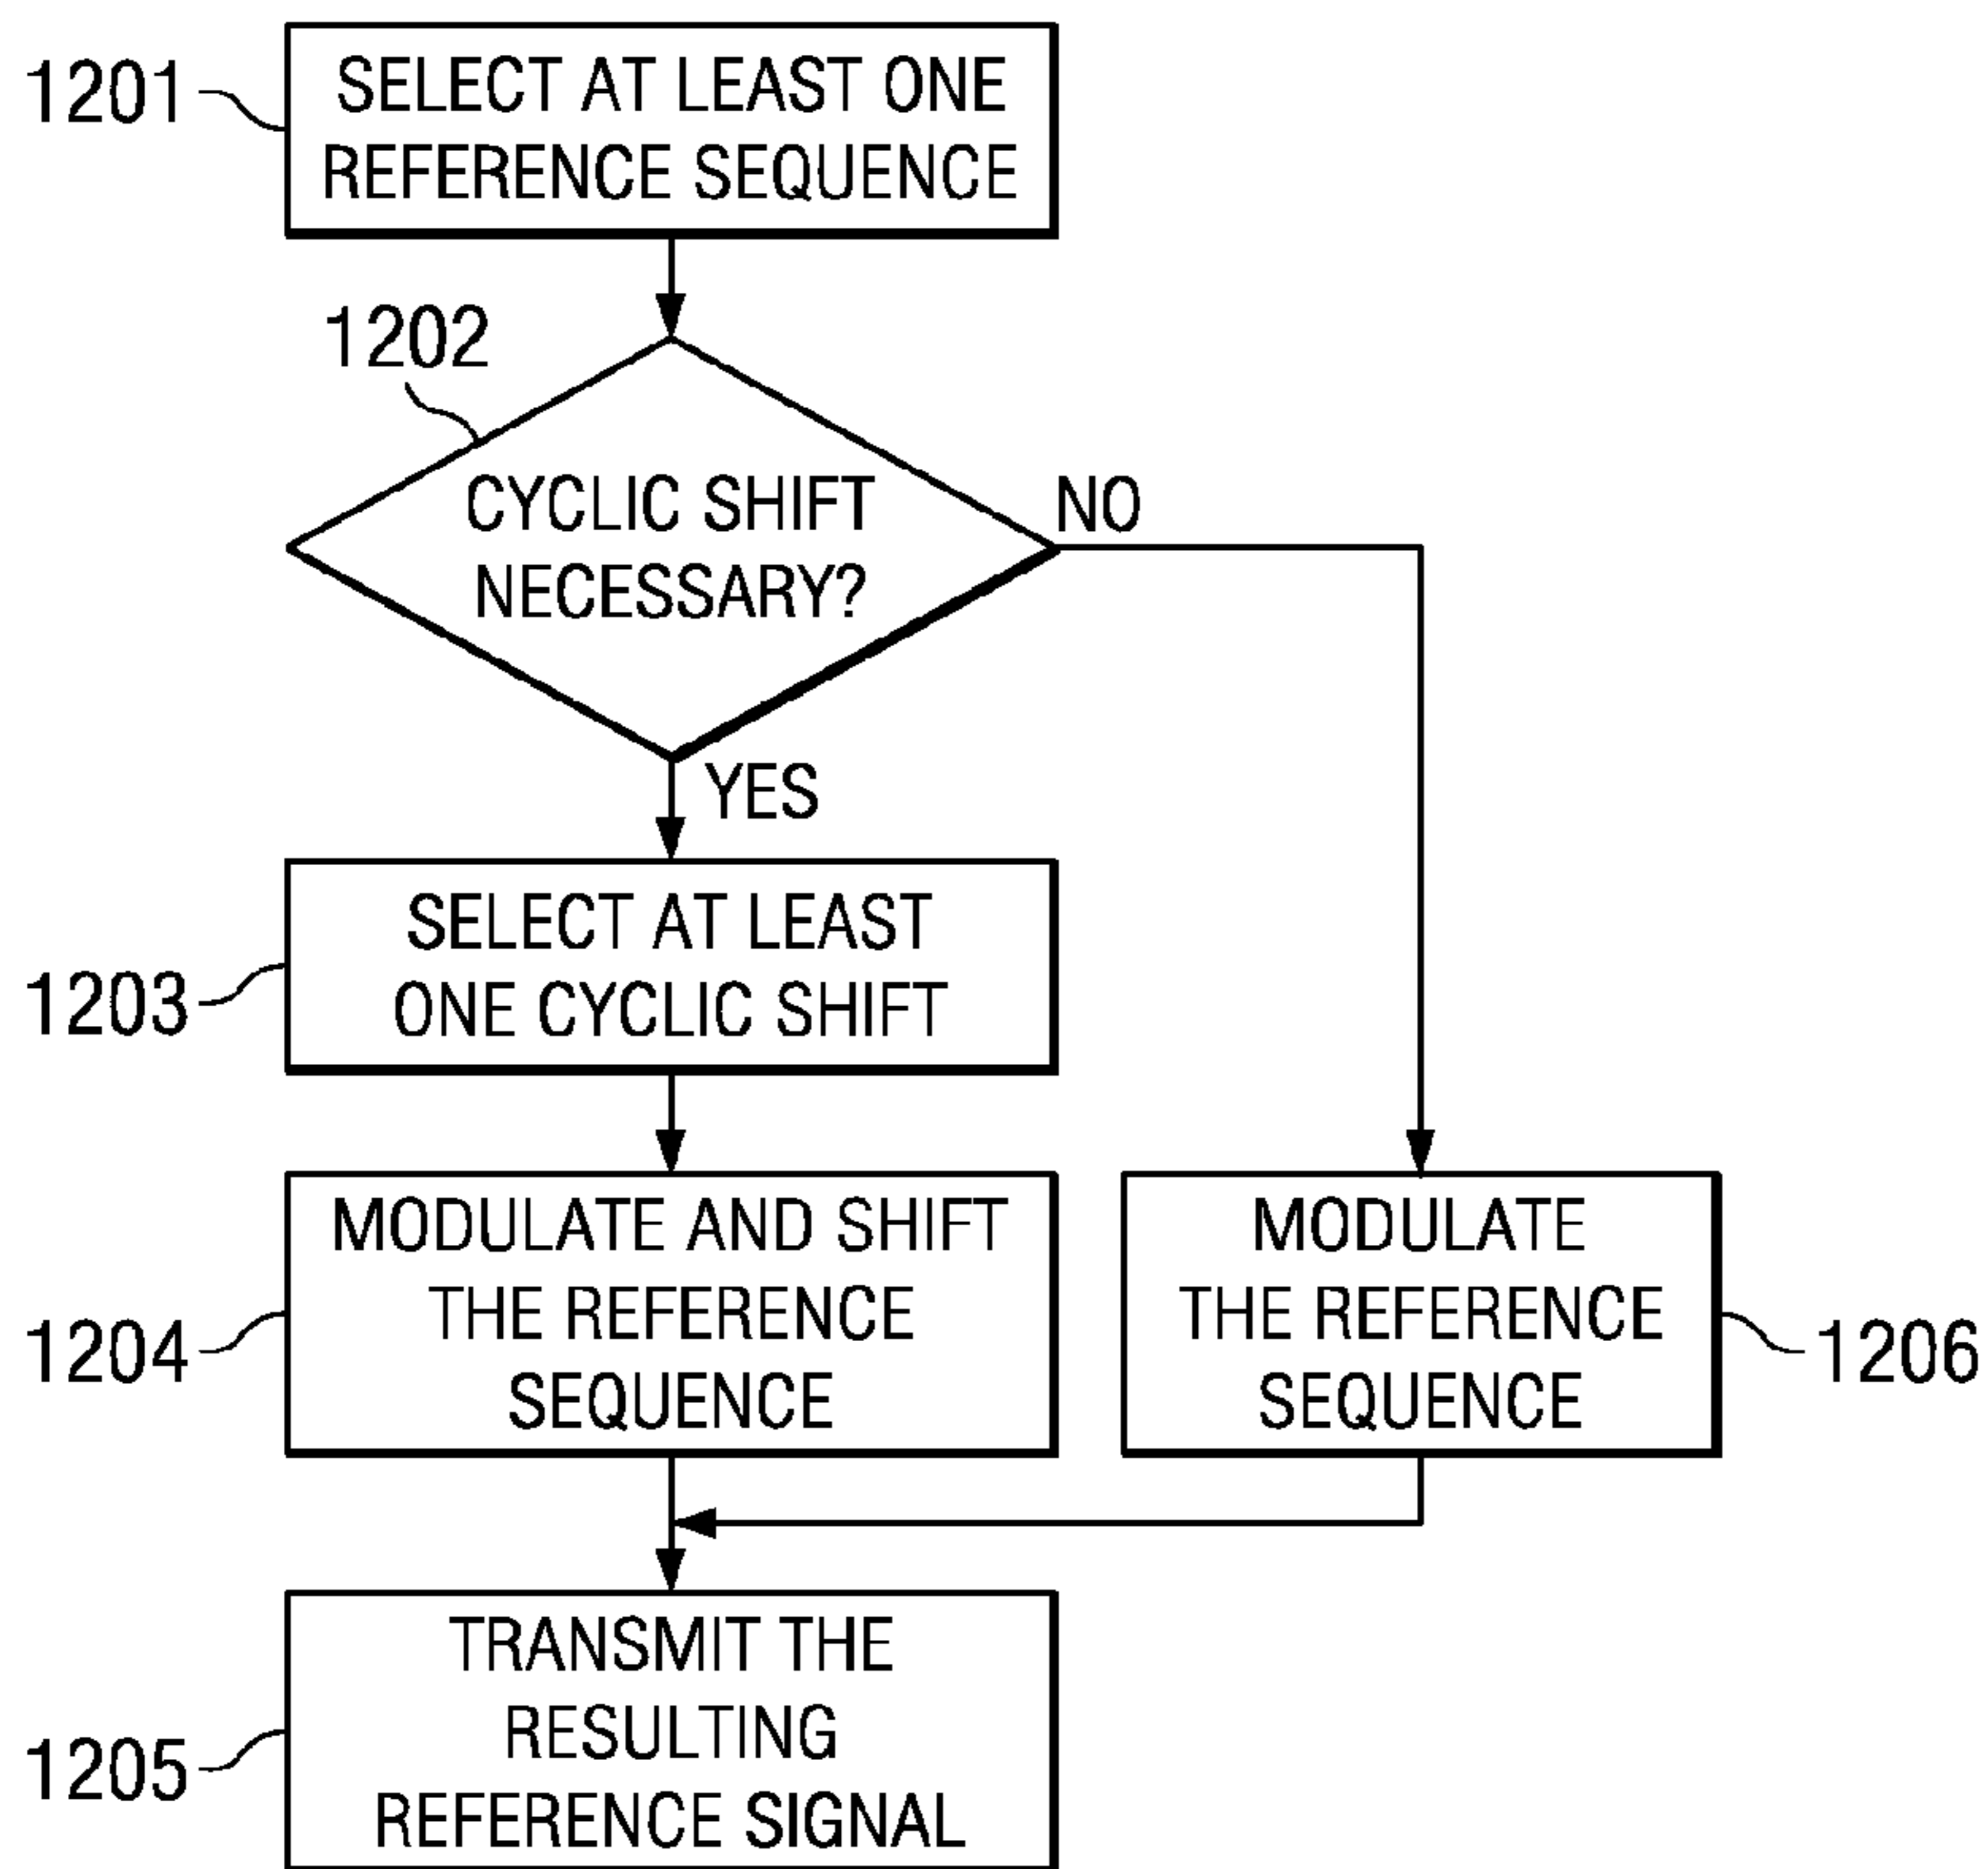 1201
SELECT AT LEAST ONE
REFERENCE SEQUENCE
1202
CYCLIC SHIFT
NECESSARY?
NO
YES
1203
SELECT AT LEAST
ONE CYCLIC SHIFT
1204
MODULATE AND SHIFT
THE REFERENCE
SEQUENCE
MODULATE
THE REFERENCE
SEQUENCE
1206
1205
TRANSMIT THE
RESULTING
REFERENCE SIGNAL